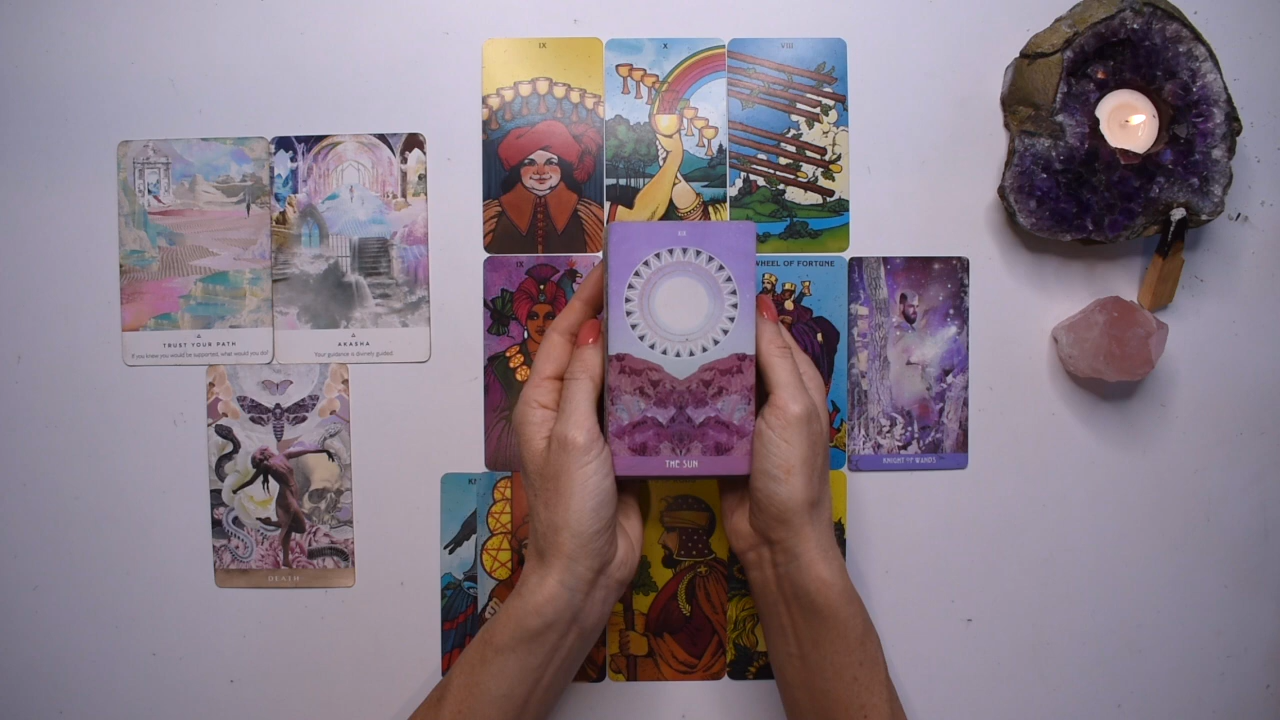 IX
X
VIII
TRUST YOUR PATH
If you knew you would be supported, what would you do?
AKASHA
Your guidance is divinely guided.
IX
WHEEL OF FORTUNE
THE SUN
KNIGHT OF WANDS
DEATH